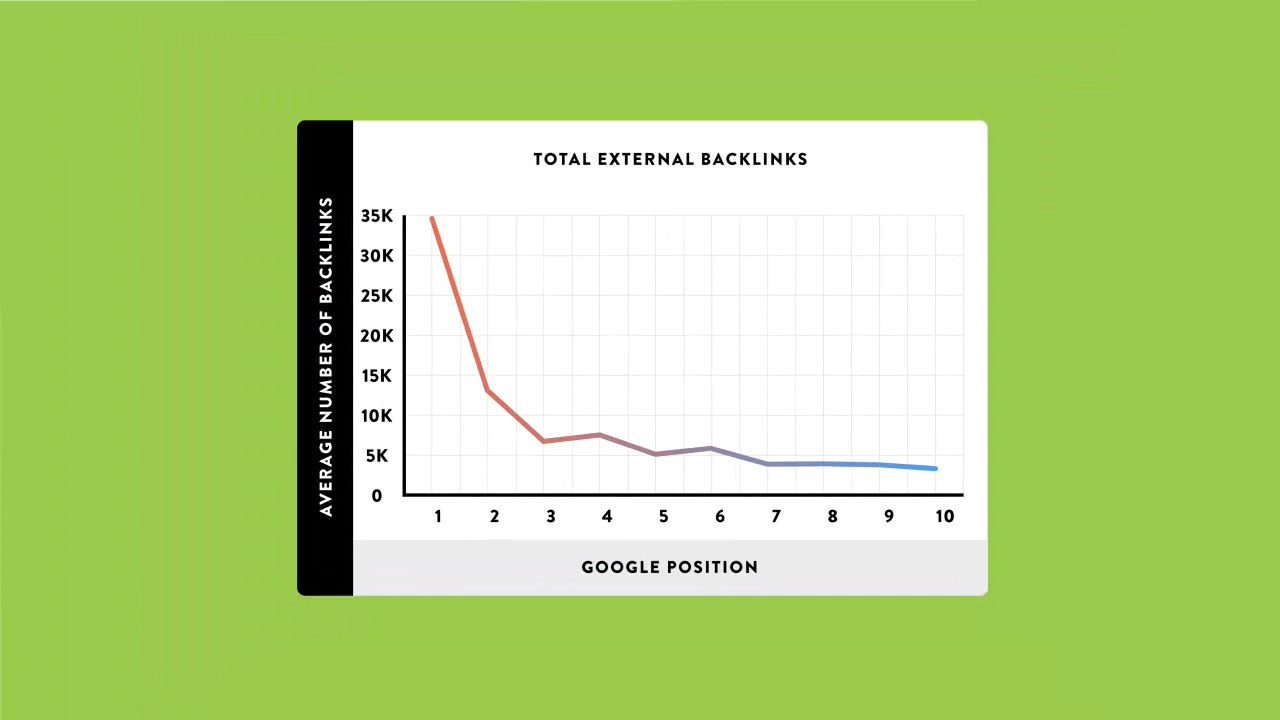 TOTAL EXTERNAL BACKLINKS
AVERAGE NUMBER OF BACKLINKS
35K
30K
25K
20K
15K
10K
5K
0
1 2 3 4 5 6 7 8 9 10
GOOGLE POSITION